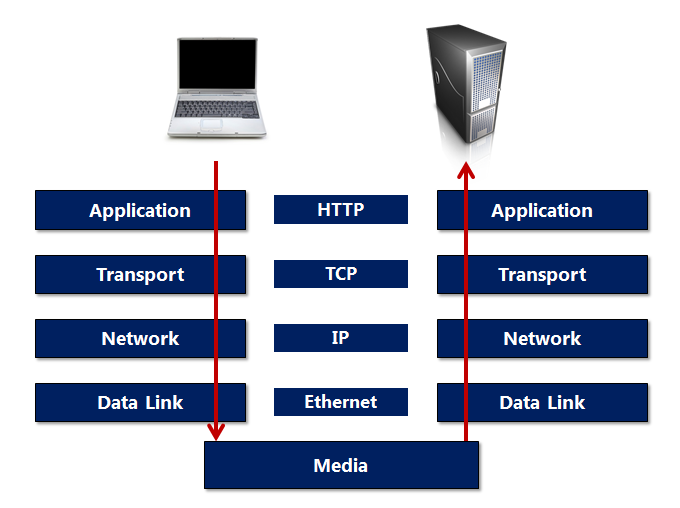 Application HTTP Application
Transport TCP Transport
Network IP Network
Data Link Ethernet Data Link
Media